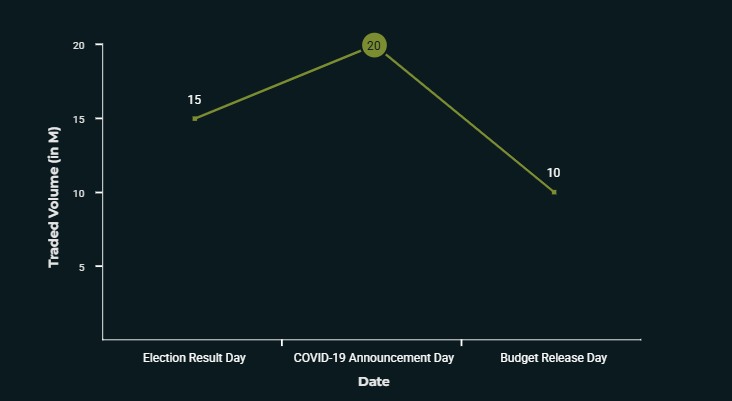 20
20
15
15
10
10
5
Traded Volume (in M)
Election Result Day
COVID-19 Announcement Day
Budget Release Day
Date